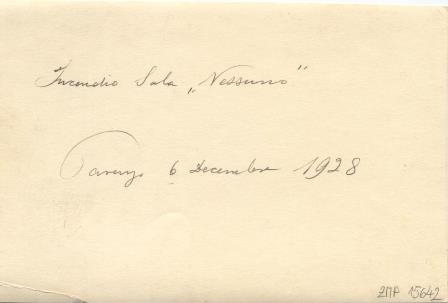 Incendio Sala „Nessuno"
Parenzo 6 Decembre 1928
ZMP 15642